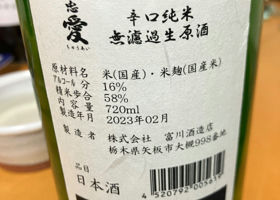 忠愛
ちゅうあい
辛口純米
無濾過生原酒
原材料名 米(国産)・米麹(国産米)
アルコール分 16%
精米歩合 58%
内容量 720ml
製造年月 2023年02月
製造者 株式会社 富川酒造店
栃木県矢板市大槻998番地
品目
日本酒